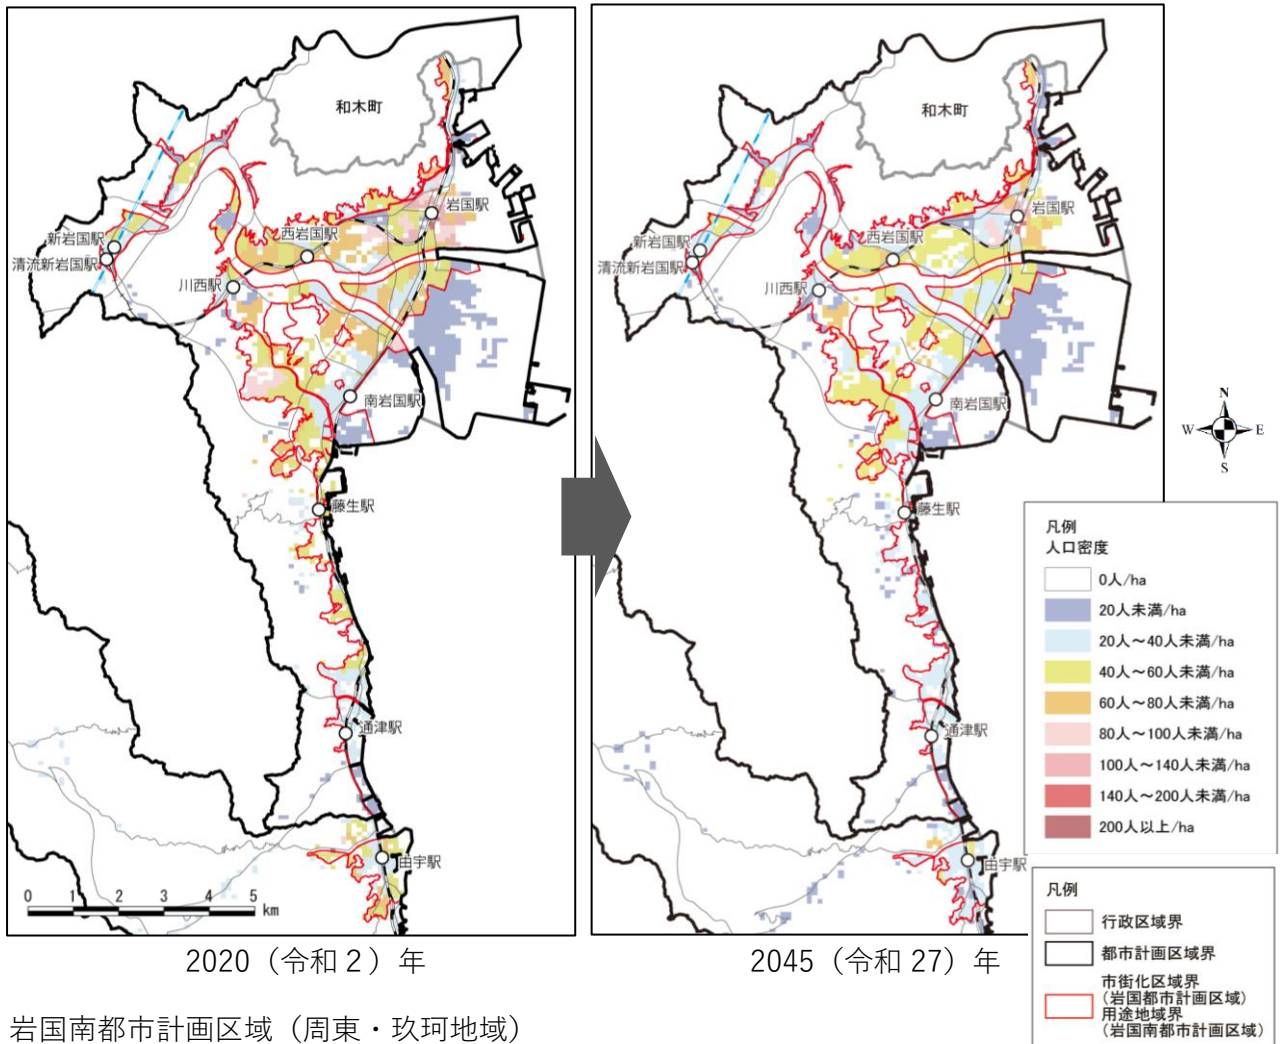 和木町
岩国駅
新岩国駅
西岩国駅
清流新岩国駅
川西駅
南岩国駅
藤生駅
通津駅
由宇駅
0 1 2 3 4 5 km
2020（令和２）年
和木町
岩国駅
新岩国駅
西岩国駅
清流新岩国駅
川西駅
南岩国駅
藤生駅
通津駅
由宇駅
2045（令和 27）年
N
W E
S
凡例
人口密度
0人/ha
20人未満/ha
20人～40人未満/ha
40人～60人未満/ha
60人～80人未満/ha
80人～100人未満/ha
100人～140人未満/ha
140人～200人未満/ha
200人以上/ha
凡例
行政区域界
都市計画区域界
市街化区域界
（岩国都市計画区域）
用途地域界
（岩国南都市計画区域）
岩国南都市計画区域（周東・玖珂地域）